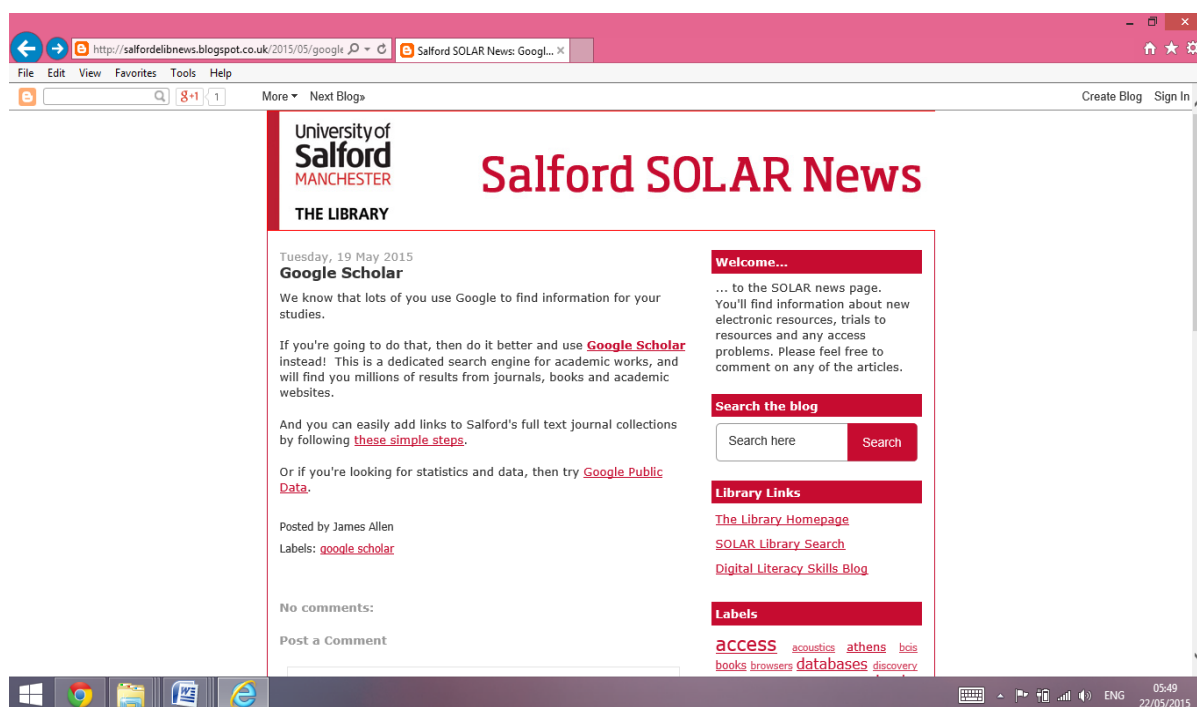 http://salfordelibnews.blogspot.co.uk/2015/05/google
Salford SOLAR News: Googl...
File Edit View Favorites Tools Help
g+1 1 More Next Blog» Create Blog Sign In
University of
Salford
MANCHESTER
THE LIBRARY
Salford SOLAR News
Tuesday, 19 May 2015
Google Scholar
We know that lots of you use Google to find information for your
studies.
If you're going to do that, then do it better and use Google Scholar
instead! This is a dedicated search engine for academic works, and
will find you millions of results from journals, books and academic
websites.
And you can easily add links to Salford's full text journal collections
by following these simple steps.
Or if you're looking for statistics and data, then try Google Public
Data.
Posted by James Allen
Labels: google scholar
No comments:
Post a Comment
Welcome...
... to the SOLAR news page.
You'll find information about new
electronic resources, trials to
resources and any access
problems. Please feel free to
comment on any of the articles.
Search the blog
Search here Search
Library Links
The Library Homepage
SOLAR Library Search
Digital Literacy Skills Blog
Labels
access acoustics athens bcis
books browsers databases discovery
ENG
05:49
22/05/2015